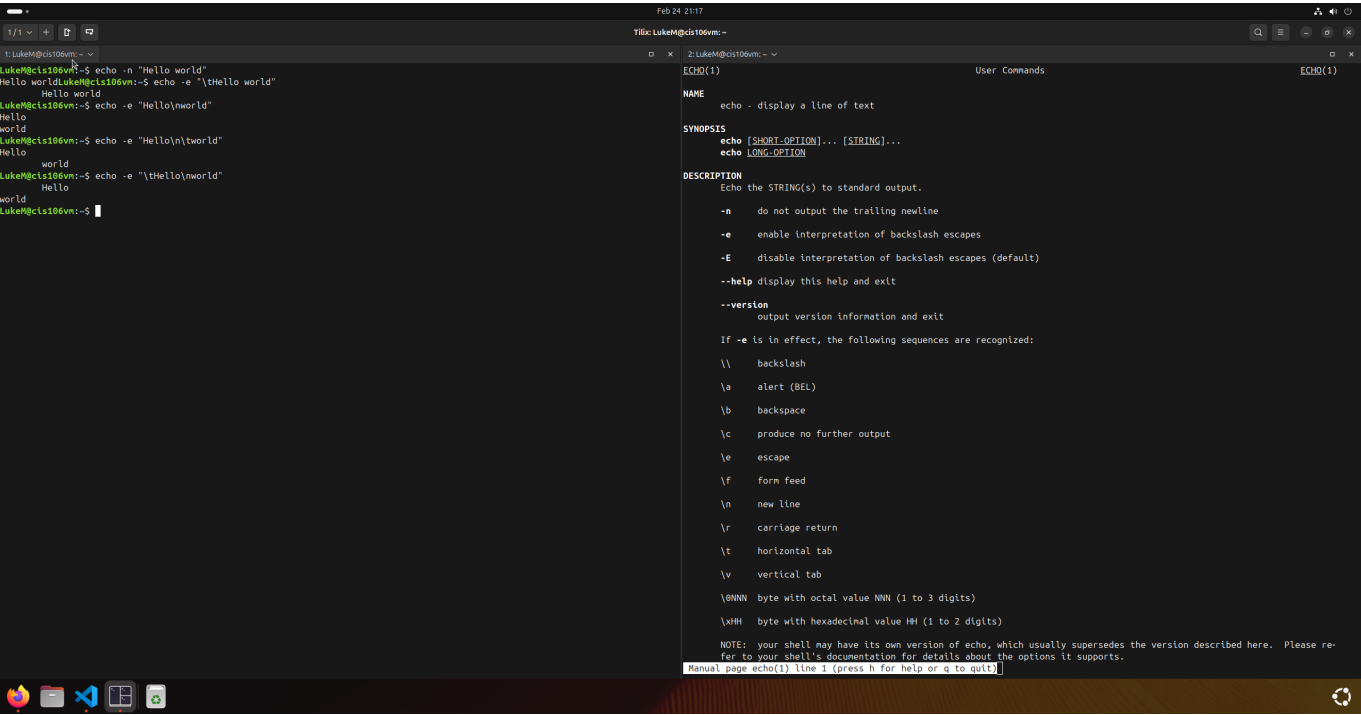 Feb 24 21:17
1/1
Tilix: LukeM@cis106vm: ~
1: LukeM@cis106vm: ~
LukeM@cis106vm:~$ echo -n "Hello world"
Hello worldLukeM@cis106vm:~$ echo -e "\tHello world"
Hello world
LukeM@cis106vm:~$ echo -e "Hello\nworld"
Hello
world
LukeM@cis106vm:~$ echo -e "Hello\n\tworld"
Hello
world
LukeM@cis106vm:~$ echo -e "\tHello\nworld"
Hello
world
LukeM@cis106vm:~$
2: LukeM@cis106vm: ~
ECHO(1) User Commands ECHO(1)
NAME
echo - display a line of text
SYNOPSIS
echo [SHORT-OPTION]... [STRING]...
echo LONG-OPTION
DESCRIPTION
Echo the STRING(s) to standard output.
-n do not output the trailing newline
-e enable interpretation of backslash escapes
-E disable interpretation of backslash escapes (default)
--help display this help and exit
--version
output version information and exit
If -e is in effect, the following sequences are recognized:
\\ backslash
\a alert (BEL)
\b backspace
\c produce no further output
\e escape
\f form feed
\n new line
\r carriage return
\t horizontal tab
\v vertical tab
\0NNN byte with octal value NNN (1 to 3 digits)
\xHH byte with hexadecimal value HH (1 to 2 digits)
NOTE: your shell may have its own version of echo, which usually supersedes the version described here. Please re-
fer to your shell's documentation for details about the options it supports.
Manual page echo(1) line 1 (press h for help or q to quit)